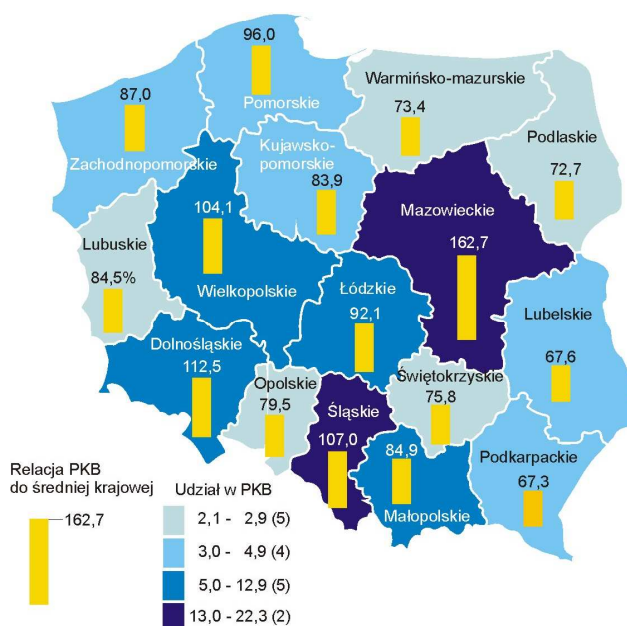 96,0
Pomorskie
Warmińsko-mazurskie
73,4
87,0
Zachodnopomorskie
Kujawsko-
pomorskie
83,9
Podlaskie
72,7
104,1
Wielkopolskie
Mazowieckie
162,7
Lubuskie
84,5%
Łódzkie
92,1
Lubelskie
67,6
Dolnośląskie
112,5
Opolskie
79,5
Śląskie
107,0
Świętokrzyskie
75,8
84,9
Małopolskie
Podkarpackie
67,3
Relacja PKB
do średniej krajowej
162,7
Udział w PKB
2,1 - 2,9 (5)
3,0 - 4,9 (4)
5,0 - 12,9 (5)
13,0 - 22,3 (2)